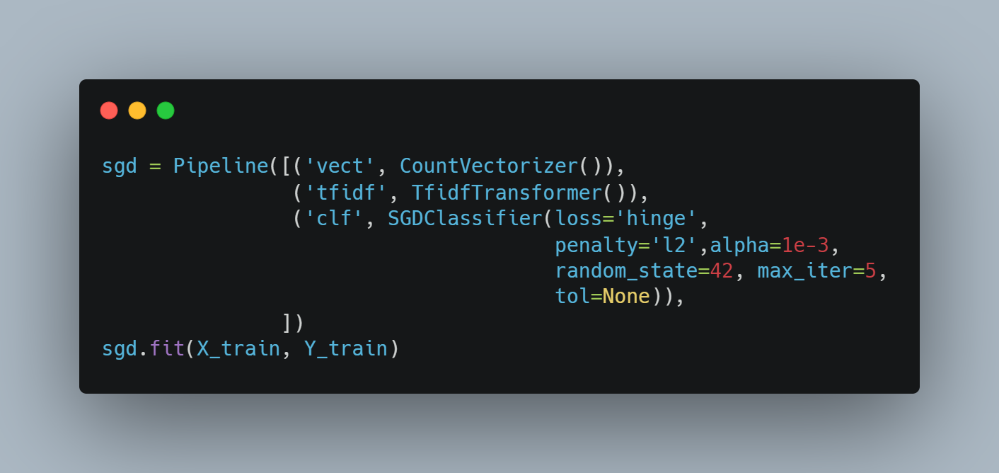 sgd = Pipeline([('vect', CountVectorizer()),
                ('tfidf', TfidfTransformer()),
                ('clf', SGDClassifier(loss='hinge',
                                      penalty='l2',alpha=1e-3,
                                      random_state=42, max_iter=5,
                                      tol=None)),
               ])
sgd.fit(X_train, Y_train)